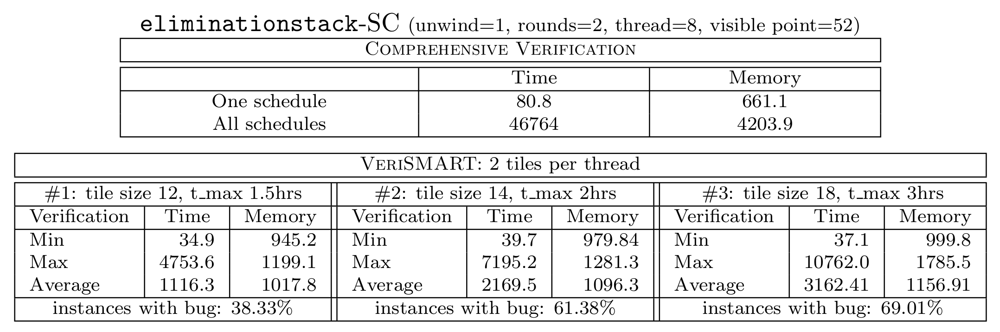 eliminationstack-SC (unwind=1, rounds=2, thread=8, visible point=52)
Comprehensive Verification
Time Memory
One schedule 80.8 661.1
All schedules 46764 4203.9
VeriSMART: 2 tiles per thread
#1: tile size 12, t_max 1.5hrs #2: tile size 14, t_max 2hrs #3: tile size 18, t_max 3hrs
Verification Time Memory Verification Time Memory Verification Time Memory
Min 34.9 945.2 Min 39.7 979.84 Min 37.1 999.8
Max 4753.6 1199.1 Max 7195.2 1281.3 Max 10762.0 1785.5
Average 1116.3 1017.8 Average 2169.5 1096.3 Average 3162.41 1156.91
instances with bug: 38.33% instances with bug: 61.38% instances with bug: 69.01%